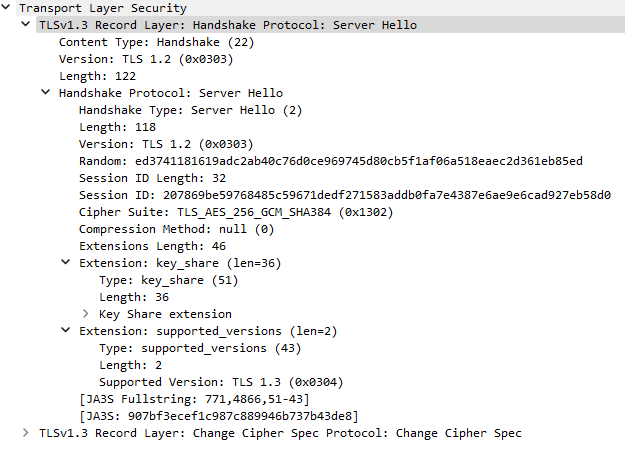 Transport Layer Security
TLSv1.3 Record Layer: Handshake Protocol: Server Hello
Content Type: Handshake (22)
Version: TLS 1.2 (0x0303)
Length: 122
Handshake Protocol: Server Hello
Handshake Type: Server Hello (2)
Length: 118
Version: TLS 1.2 (0x0303)
Random: ed3741181619adc2ab40c76d0ce969745d80cb5f1af06a518eaec2d361eb85ed
Session ID Length: 32
Session ID: 207869be59768485c59671dedf271583addb0fa7e4387e6ae9e6cad927eb58d0
Cipher Suite: TLS_AES_256_GCM_SHA384 (0x1302)
Compression Method: null (0)
Extensions Length: 46
Extension: key_share (len=36)
Type: key_share (51)
Length: 36
Key Share extension
Extension: supported_versions (len=2)
Type: supported_versions (43)
Length: 2
Supported Version: TLS 1.3 (0x0304)
[JA3S Fullstring: 771,4866,51-43]
[JA3S: 907bf3ecef1c987c889946b737b43de8]
TLSv1.3 Record Layer: Change Cipher Spec Protocol: Change Cipher Spec